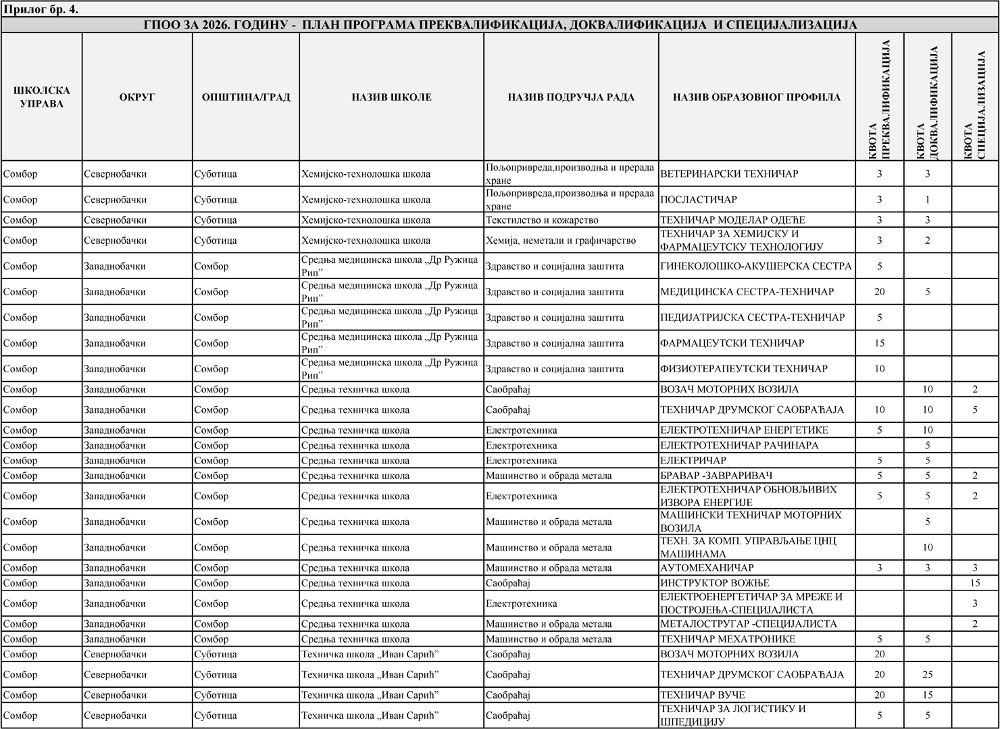 Прилог бр. 4.
ГПОО ЗА 2026. ГОДИНУ - ПЛАН ПРОГРАМА ПРЕКВАЛИФИКАЦИЈА, ДОКВАЛИФИКАЦИЈА И СПЕЦИЈАЛИЗАЦИЈА
ШКОЛСКА УПРАВА ОКРУГ ОПШТИНА/ГРАД НАЗИВ ШКОЛЕ НАЗИВ ПОДРУЧЈА РАДА НАЗИВ ОБРАЗОВНОГ ПРОФИЛА КВОТА ПРЕКВАЛИФИКАЦИЈА КВОТА ДОКВАЛИФИКАЦИЈА КВОТА СПЕЦИЈАЛИЗАЦИЈА
Сомбор Севернобачки Суботица Хемијско-технолошка школа Пољопривреда,производња и прерада хране ВЕТЕРИНАРСКИ ТЕХНИЧАР 3 3
Сомбор Севернобачки Суботица Хемијско-технолошка школа Пољопривреда,производња и прерада хране ПОСЛАСТИЧАР 3 1
Сомбор Севернобачки Суботица Хемијско-технолошка школа Текстилство и кожарство ТЕХНИЧАР МОДЕЛАР ОДЕЋЕ 3 3
Сомбор Севернобачки Суботица Хемијско-технолошка школа Хемија, неметали и графичарство ТЕХНИЧАР ЗА ХЕМИЈСКУ И ФАРМАЦЕУТСКУ ТЕХНОЛОГИЈУ 3 2
Сомбор Западнобачки Сомбор Средња медицинска школа „Др Ружица Рип” Здравство и социјална заштита ГИНЕКОЛОШКО-АКУШЕРСКА СЕСТРА 5
Сомбор Западнобачки Сомбор Средња медицинска школа „Др Ружица Рип” Здравство и социјална заштита МЕДИЦИНСКА СЕСТРА-ТЕХНИЧАР 20 5
Сомбор Западнобачки Сомбор Средња медицинска школа „Др Ружица Рип” Здравство и социјална заштита ПЕДИЈАТРИЈСКА СЕСТРА-ТЕХНИЧАР 5
Сомбор Западнобачки Сомбор Средња медицинска школа „Др Ружица Рип” Здравство и социјална заштита ФАРМАЦЕУТСКИ ТЕХНИЧАР 15
Сомбор Западнобачки Сомбор Средња медицинска школа „Др Ружица Рип” Здравство и социјална заштита ФИЗИОТЕРАПЕУТСКИ ТЕХНИЧАР 10
Сомбор Западнобачки Сомбор Средња техничка школа Саобраћај ВОЗАЧ МОТОРНИХ ВОЗИЛА 10 2
Сомбор Западнобачки Сомбор Средња техничка школа Саобраћај ТЕХНИЧАР ДРУМСКОГ САОБРАЋАЈА 10 10 5
Сомбор Западнобачки Сомбор Средња техничка школа Електротехника ЕЛЕКТРОТЕХНИЧАР ЕНЕРГЕТИКЕ 5 10
Сомбор Западнобачки Сомбор Средња техничка школа Електротехника ЕЛЕКТРОТЕХНИЧАР РАЧИНАРА 5
Сомбор Западнобачки Сомбор Средња техничка школа Електротехника ЕЛЕКТРИЧАР 5 5
Сомбор Западнобачки Сомбор Средња техничка школа Машинство и обрада метала БРАВАР -ЗАВРАРИВАЧ 5 5 2
Сомбор Западнобачки Сомбор Средња техничка школа Електротехника ЕЛЕКТРОТЕХНИЧАР ОБНОВЉИВИХ ИЗВОРА ЕНЕРГИЈЕ 5 5 2
Сомбор Западнобачки Сомбор Средња техничка школа Машинство и обрада метала МАШИНСКИ ТЕХНИЧАР МОТОРНИХ ВОЗИЛА 5
Сомбор Западнобачки Сомбор Средња техничка школа Машинство и обрада метала ТЕХН. ЗА КОМП. УПРАВЉАЊЕ ЦНЦ МАШИНАМА 10
Сомбор Западнобачки Сомбор Средња техничка школа Машинство и обрада метала АУТОМЕХАНИЧАР 3 3 3
Сомбор Западнобачки Сомбор Средња техничка школа Саобраћај ИНСТРУКТОР ВОЖЊЕ 15
Сомбор Западнобачки Сомбор Средња техничка школа Електротехника ЕЛЕКТРОЕНЕРГЕТИЧАР ЗА МРЕЖЕ И ПОСТРОЈЕЊА-СПЕЦИЈАЛИСТА 3
Сомбор Западнобачки Сомбор Средња техничка школа Машинство и обрада метала МЕТАЛОСТРУГАР -СПЕЦИЈАЛИСТА 2
Сомбор Западнобачки Сомбор Средња техничка школа Машинство и обрада метала ТЕХНИЧАР МЕХАТРОНИКЕ 5 5
Сомбор Севернобачки Суботица Техничка школа „Иван Сарић” Саобраћај ВОЗАЧ МОТОРНИХ ВОЗИЛА 20
Сомбор Севернобачки Суботица Техничка школа „Иван Сарић” Саобраћај ТЕХНИЧАР ДРУМСКОГ САОБРАЋАЈА 20 25
Сомбор Севернобачки Суботица Техничка школа „Иван Сарић” Саобраћај ТЕХНИЧАР ВУЧЕ 20 15
Сомбор Севернобачки Суботица Техничка школа „Иван Сарић” Саобраћај ТЕХНИЧАР ЗА ЛОГИСТИКУ И ШПЕДИЦИЈУ 5 5